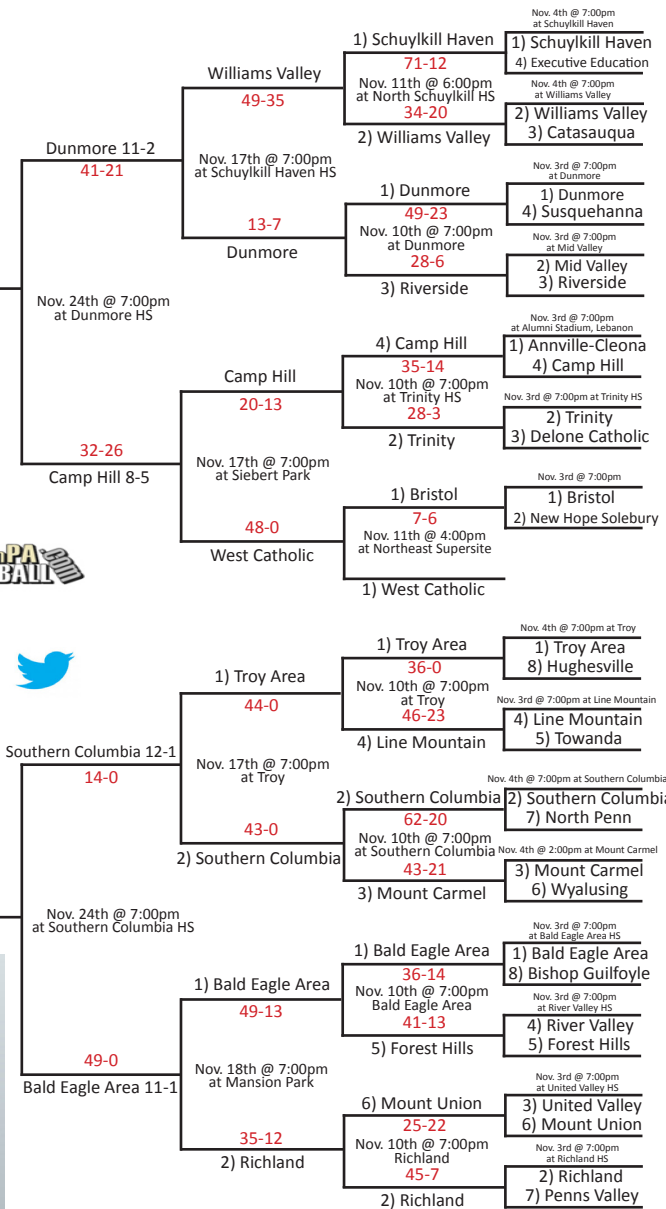 Nov. 4th @ 7:00pm
at Schuylkill Haven
1) Schuylkill Haven
4) Executive Education
1) Schuylkill Haven
71-12
Nov. 11th @ 6:00pm
at North Schuylkill HS
34-20
2) Williams Valley
Nov. 4th @ 7:00pm
at Williams Valley
2) Williams Valley
3) Catasauqua
Williams Valley
49-35
Nov. 17th @ 7:00pm
at Schuylkill Haven HS
13-7
Dunmore
Nov. 3rd @ 7:00pm
at Dunmore
1) Dunmore
4) Susquehanna
1) Dunmore
49-23
Nov. 10th @ 7:00pm
at Dunmore
28-6
3) Riverside
Nov. 3rd @ 7:00pm
at Mid Valley
2) Mid Valley
3) Riverside
Dunmore 11-2
41-21
Nov. 24th @ 7:00pm
at Dunmore HS
32-26
Camp Hill 8-5
Nov. 3rd @ 7:00pm
at Alumni Stadium, Lebanon
1) Annville-Cleona
4) Camp Hill
4) Camp Hill
35-14
Nov. 10th @ 7:00pm
at Trinity HS
28-3
2) Trinity
Nov. 3rd @ 7:00pm at Trinity HS
2) Trinity
3) Delone Catholic
Camp Hill
20-13
Nov. 17th @ 7:00pm
at Siebert Park
48-0
West Catholic
Nov. 3rd @ 7:00pm
1) Bristol
2) New Hope Solebury
1) Bristol
7-6
Nov. 11th @ 4:00pm
at Northeast Supersite
1) West Catholic
PA
.com
BALL
Nov. 4th @ 7:00pm at Troy
1) Troy Area
8) Hughesville
1) Troy Area
36-0
Nov. 10th @ 7:00pm
at Troy
46-23
4) Line Mountain
Nov. 3rd @ 7:00pm at Line Mountain
4) Line Mountain
5) Towanda
1) Troy Area
44-0
Nov. 17th @ 7:00pm
at Troy
43-0
2) Southern Columbia
Nov. 4th @ 7:00pm at Southern Columbia
2) Southern Columbia
7) North Penn
2) Southern Columbia
62-20
Nov. 10th @ 7:00pm
at Southern Columbia
43-21
3) Mount Carmel
Nov. 4th @ 2:00pm at Mount Carmel
3) Mount Carmel
6) Wyalusing
Southern Columbia 12-1
14-0
Nov. 24th @ 7:00pm
at Southern Columbia HS
49-0
Bald Eagle Area 11-1
Nov. 3rd @ 7:00pm
at Bald Eagle Area HS
1) Bald Eagle Area
8) Bishop Guilfoyle
1) Bald Eagle Area
36-14
Nov. 10th @ 7:00pm
Bald Eagle Area
41-13
5) Forest Hills
Nov. 3rd @ 7:00pm
at River Valley HS
4) River Valley
5) Forest Hills
1) Bald Eagle Area
49-13
Nov. 18th @ 7:00pm
at Mansion Park
35-12
2) Richland
Nov. 3rd @ 7:00pm
at United Valley HS
3) United Valley
6) Mount Union
6) Mount Union
25-22
Nov. 10th @ 7:00pm
Richland
45-7
2) Richland
Nov. 3rd @ 7:00pm
at Richland HS
2) Richland
7) Penns Valley